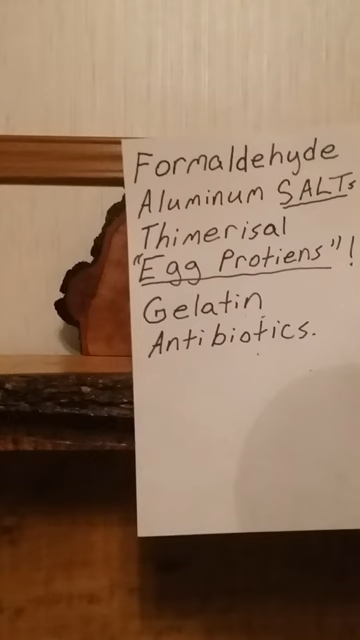 Formaldehyde
Aluminum SALTs
Thimerisal
"Egg Protiens"!
Gelatin
Antibiotics.